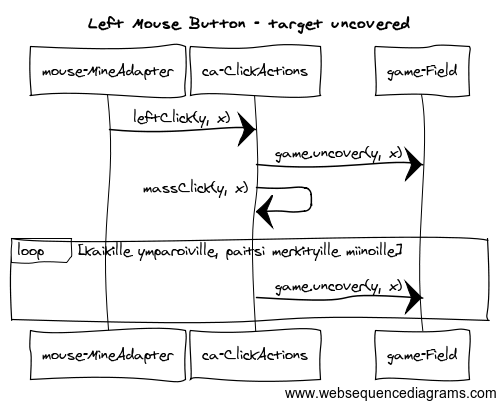 Left Mouse Button - target uncovered
mouse-MineAdapter ca-ClickActions game-Field
leftClick(y, x)
game.uncover(y, x)
massClick(y, x)
loop [kaikille ymparoiville, paitsi merkityille miinoille]
game.uncover(y, x)
mouse-MineAdapter ca-ClickActions game-Field
www.websequencediagrams.com